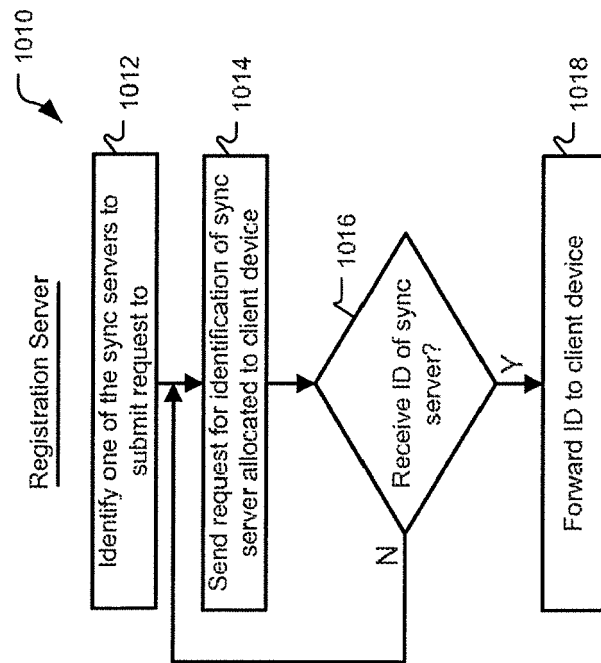 Registration Server
1010
Identify one of the sync servers to
submit request to
1012
Send request for identification of sync
server allocated to client device
1014
Receive ID of sync
server?
1016
N
Y
Forward ID to client device
1018